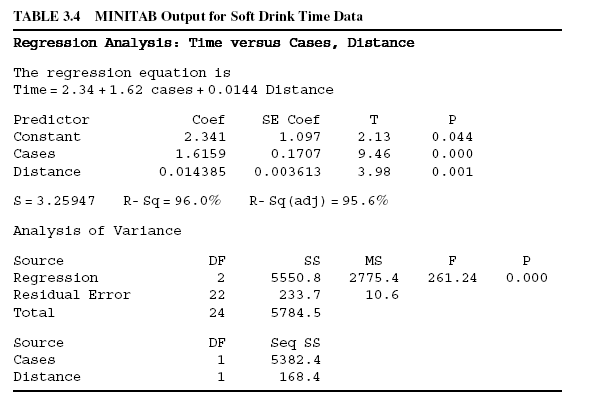 TABLE 3.4 MINITAB Output for Soft Drink Time Data
Regression Analysis: Time versus Cases, Distance
The regression equation is
Time = 2.34 + 1.62 cases + 0.0144 Distance
Predictor Coef SE Coef T P
Constant 2.341 1.097 2.13 0.044
Cases 1.6159 0.1707 9.46 0.000
Distance 0.014385 0.003613 3.98 0.001
S = 3.25947 R- Sq = 96.0% R- Sq (adj) = 95.6%
Analysis of Variance
Source DF SS MS F P
Regression 2 5550.8 2775.4 261.24 0.000
Residual Error 22 233.7 10.6
Total 24 5784.5
Source DF Seq SS
Cases 1 5382.4
Distance 1 168.4